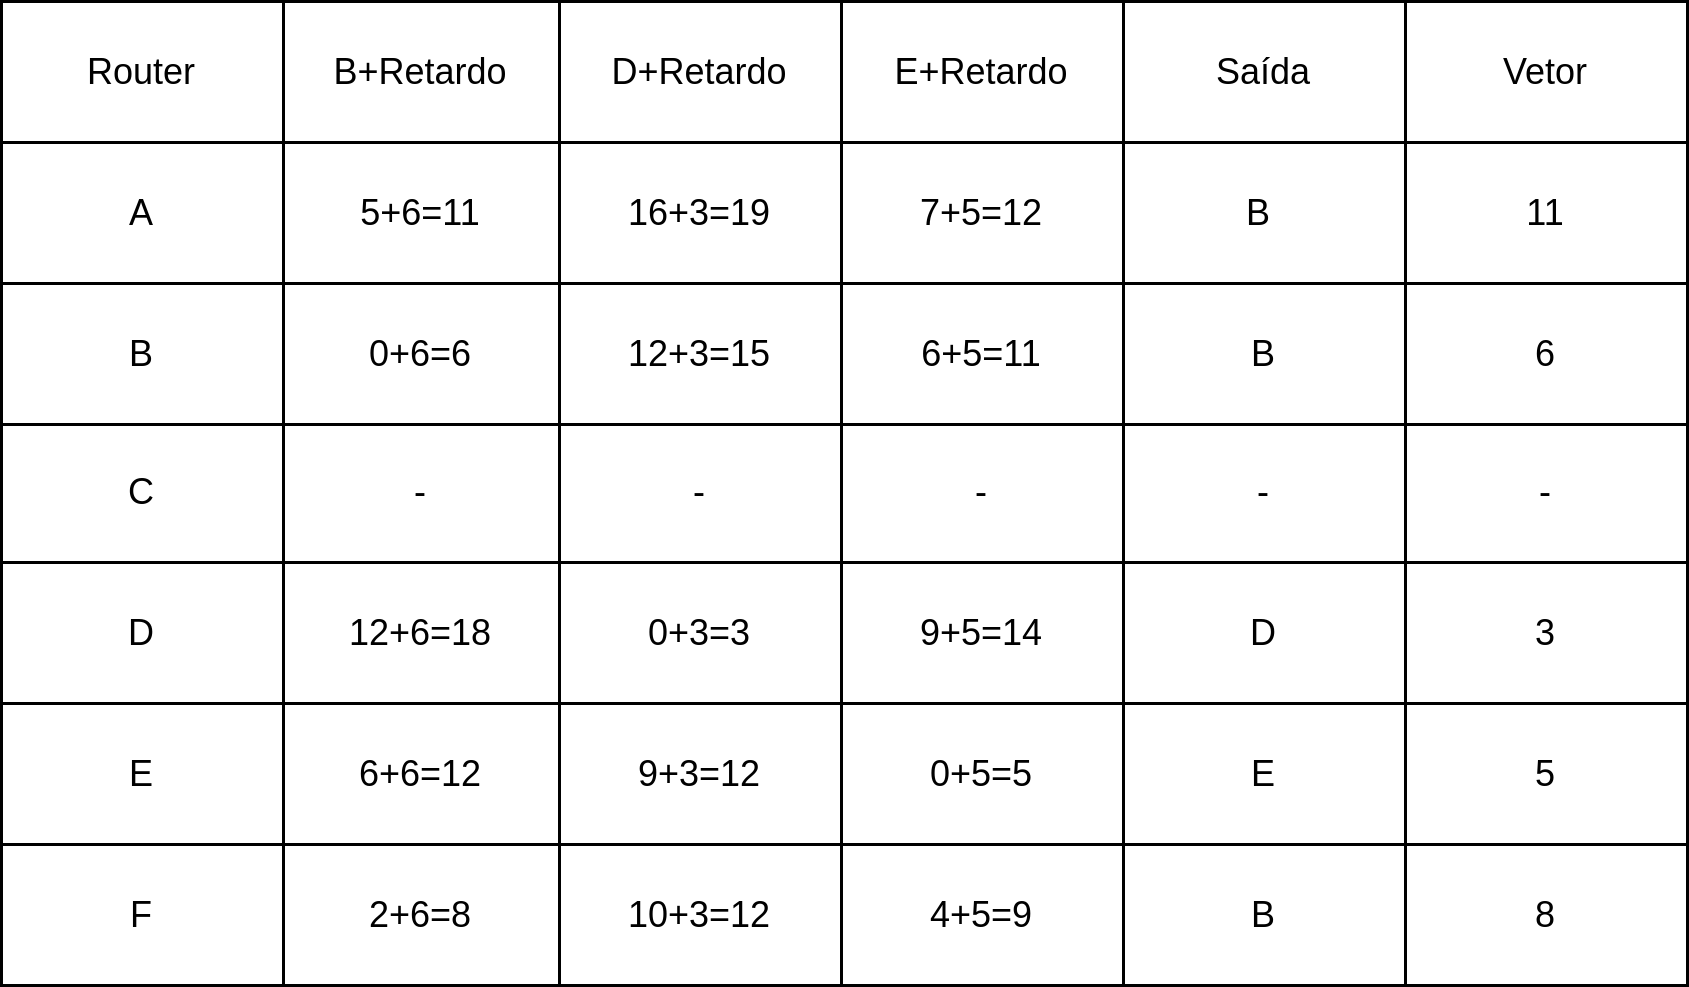 Router B+Retardo D+Retardo E+Retardo Saída Vetor
A 5+6=11 16+3=19 7+5=12 B 11
B 0+6=6 12+3=15 6+5=11 B 6
C - - - - -
D 12+6=18 0+3=3 9+5=14 D 3
E 6+6=12 9+3=12 0+5=5 E 5
F 2+6=8 10+3=12 4+5=9 B 8